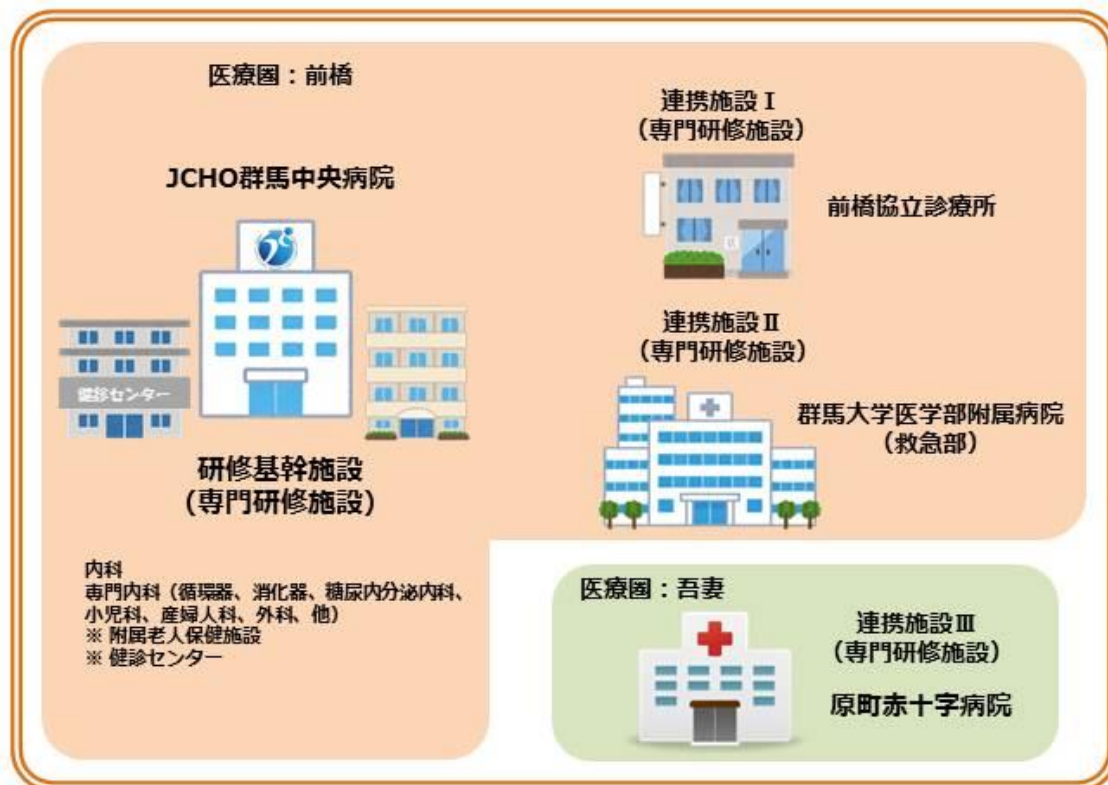 医療圏：前橋
JCHO群馬中央病院
健診センター
研修基幹施設
(専門研修施設)
内科
専門内科（循環器、消化器、糖尿内分泌内科、
小児科、産婦人科、外科、他）
※ 附属老人保健施設
※ 健診センター
連携施設Ⅰ
（専門研修施設）
前橋協立診療所
連携施設Ⅱ
（専門研修施設）
群馬大学医学部附属病院
（救急部）
医療圏：吾妻
連携施設Ⅲ
（専門研修施設）
原町赤十字病院